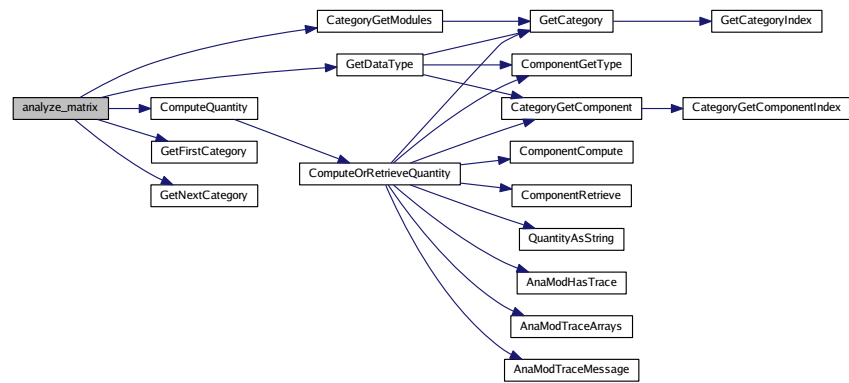 CategoryGetModules
GetCategory
GetCategoryIndex
GetDataType
ComponentGetType
analyze_matrix
ComputeQuantity
CategoryGetComponent
CategoryGetComponentIndex
GetFirstCategory
ComponentCompute
ComputeOrRetrieveQuantity
GetNextCategory
ComponentRetrieve
QuantityAsString
AnaModHasTrace
AnaModTraceArrays
AnaModTraceMessage